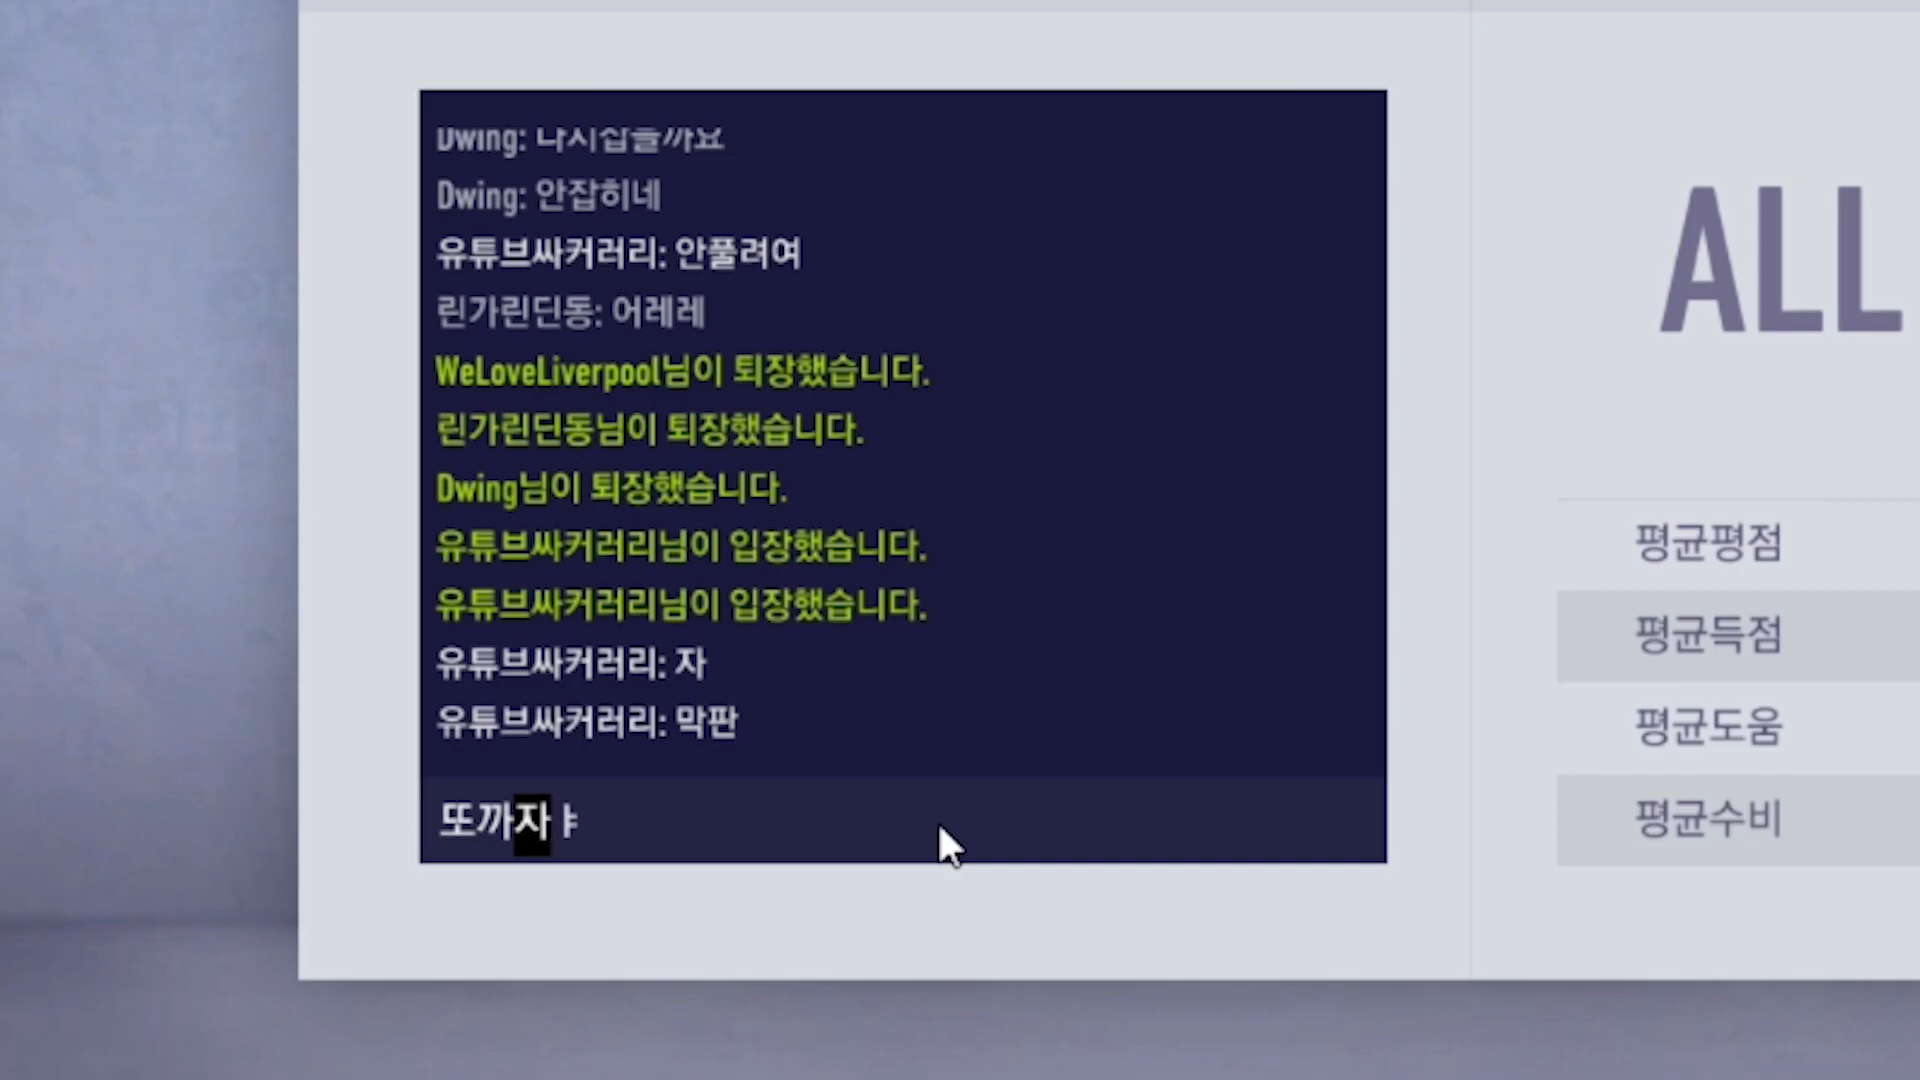 Dwing:
Dwing: 안잡히네
유튜브싸커러리: 안풀려여
린가린딘동: 어레레
WeLoveLiverpool님이 퇴장했습니다.
린가린딘동님이 퇴장했습니다.
Dwing님이 퇴장했습니다.
유튜브싸커러리님이 입장했습니다.
유튜브싸커러리님이 입장했습니다.
유튜브싸커러리: 자
유튜브싸커러리: 막판
또까자ㅑ
ALL
평균평점
평균득점
평균도움
평균수비